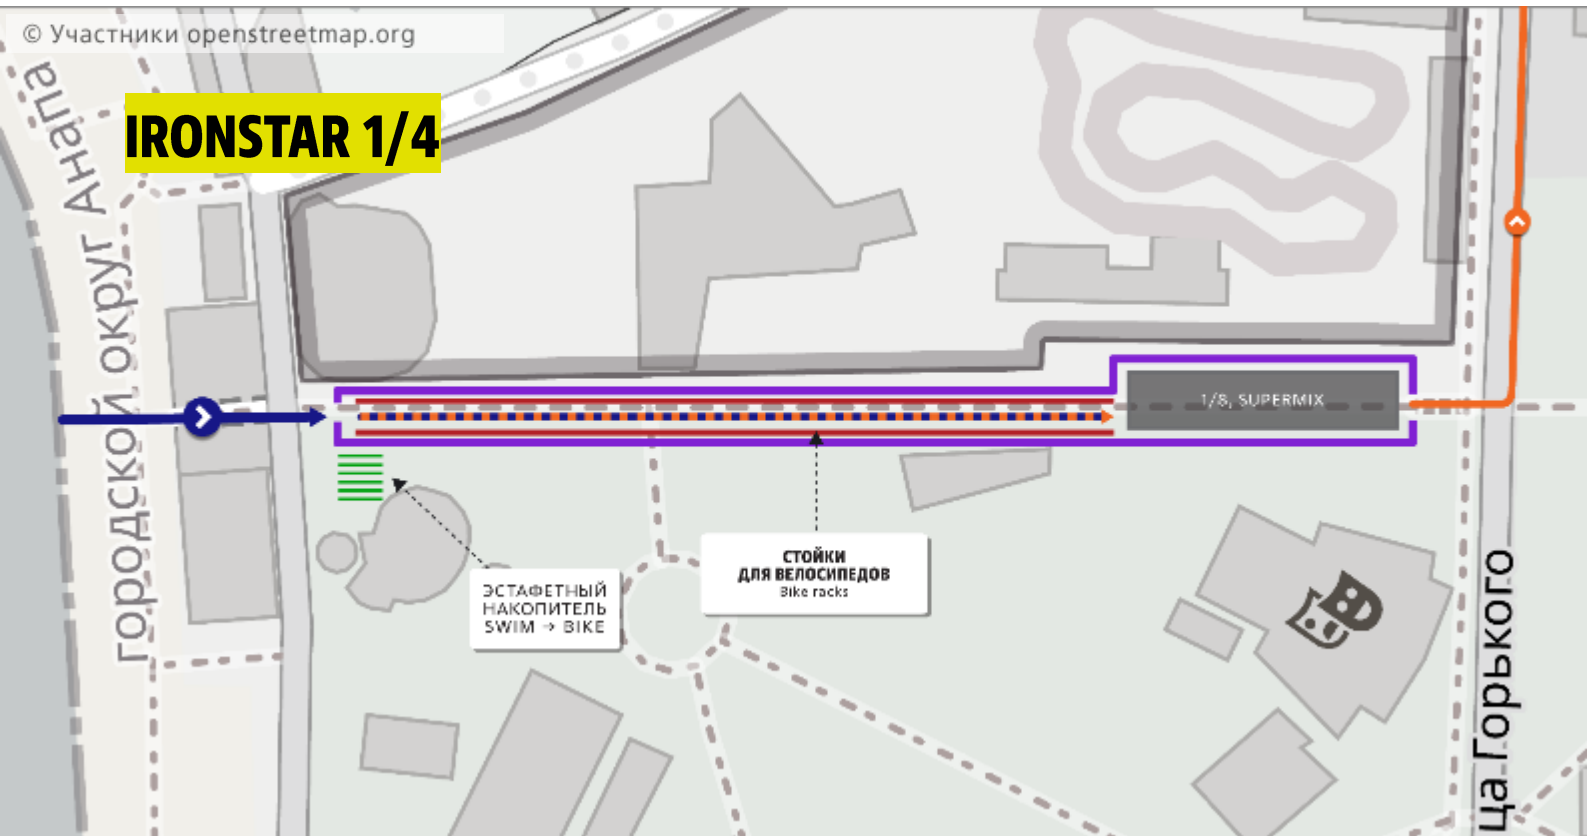 © Участники openstreetmap.org
IRONSTAR 1/4
городской округ Анапа
1/8, SUPERMIX
СТОЙКИ
ДЛЯ ВЕЛОСИПЕДОВ
Bike racks
ЭСТАФЕТНЫЙ
НАКОПИТЕЛЬ
SWIM → BIKE
ца Горького